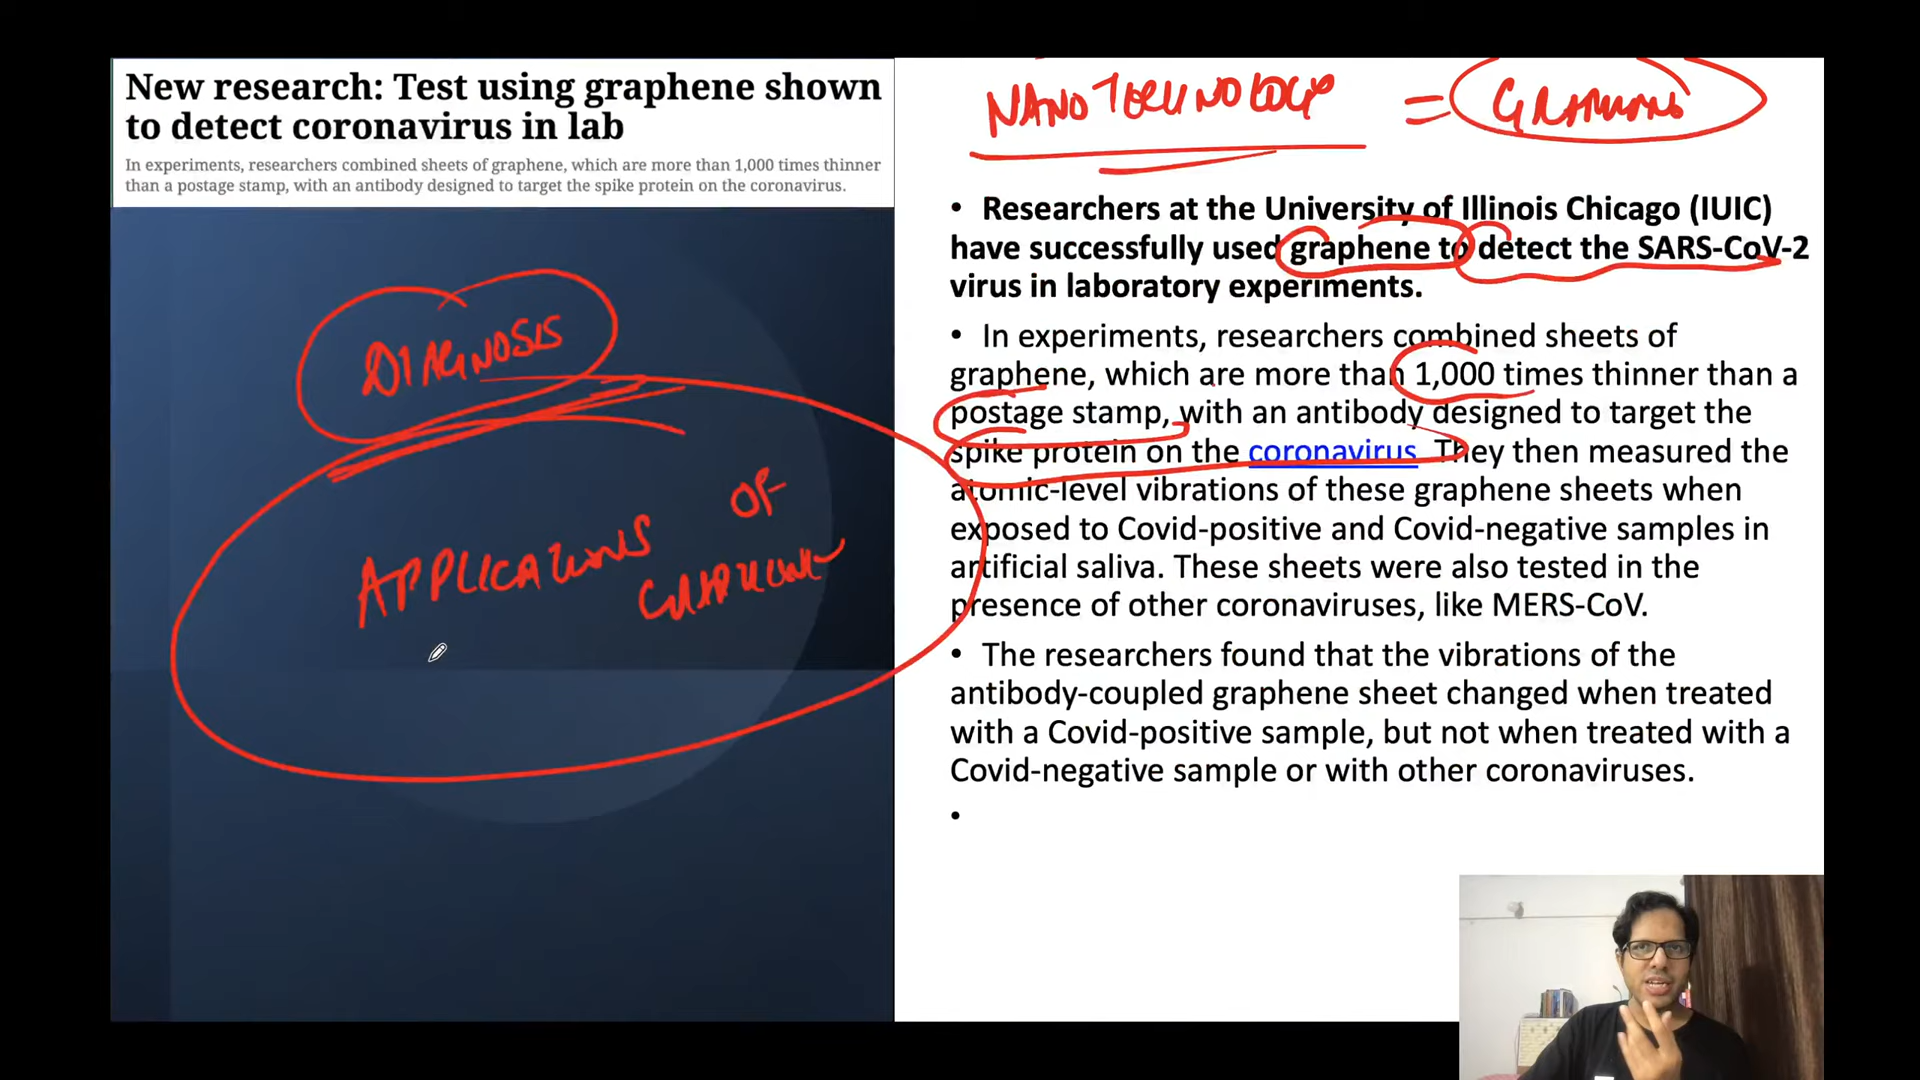 New research: Test using graphene shown
to detect coronavirus in lab
In experiments, researchers combined sheets of graphene, which are more than 1,000 times thinner
than a postage stamp, with an antibody designed to target the spike protein on the coronavirus.
DIAGNOSIS
APPLICATIONS OF
GRAPHENE
NANOTECHNOLOGY = GRAPHENE
• Researchers at the University of Illinois Chicago (IUIC)
have successfully used graphene to detect the SARS-CoV-2
virus in laboratory experiments.
• In experiments, researchers combined sheets of
graphene, which are more than 1,000 times thinner than a
postage stamp, with an antibody designed to target the
spike protein on the coronavirus. They then measured the
atomic-level vibrations of these graphene sheets when
exposed to Covid-positive and Covid-negative samples in
artificial saliva. These sheets were also tested in the
presence of other coronaviruses, like MERS-CoV.
• The researchers found that the vibrations of the
antibody-coupled graphene sheet changed when treated
with a Covid-positive sample, but not when treated with a
Covid-negative sample or with other coronaviruses.
•